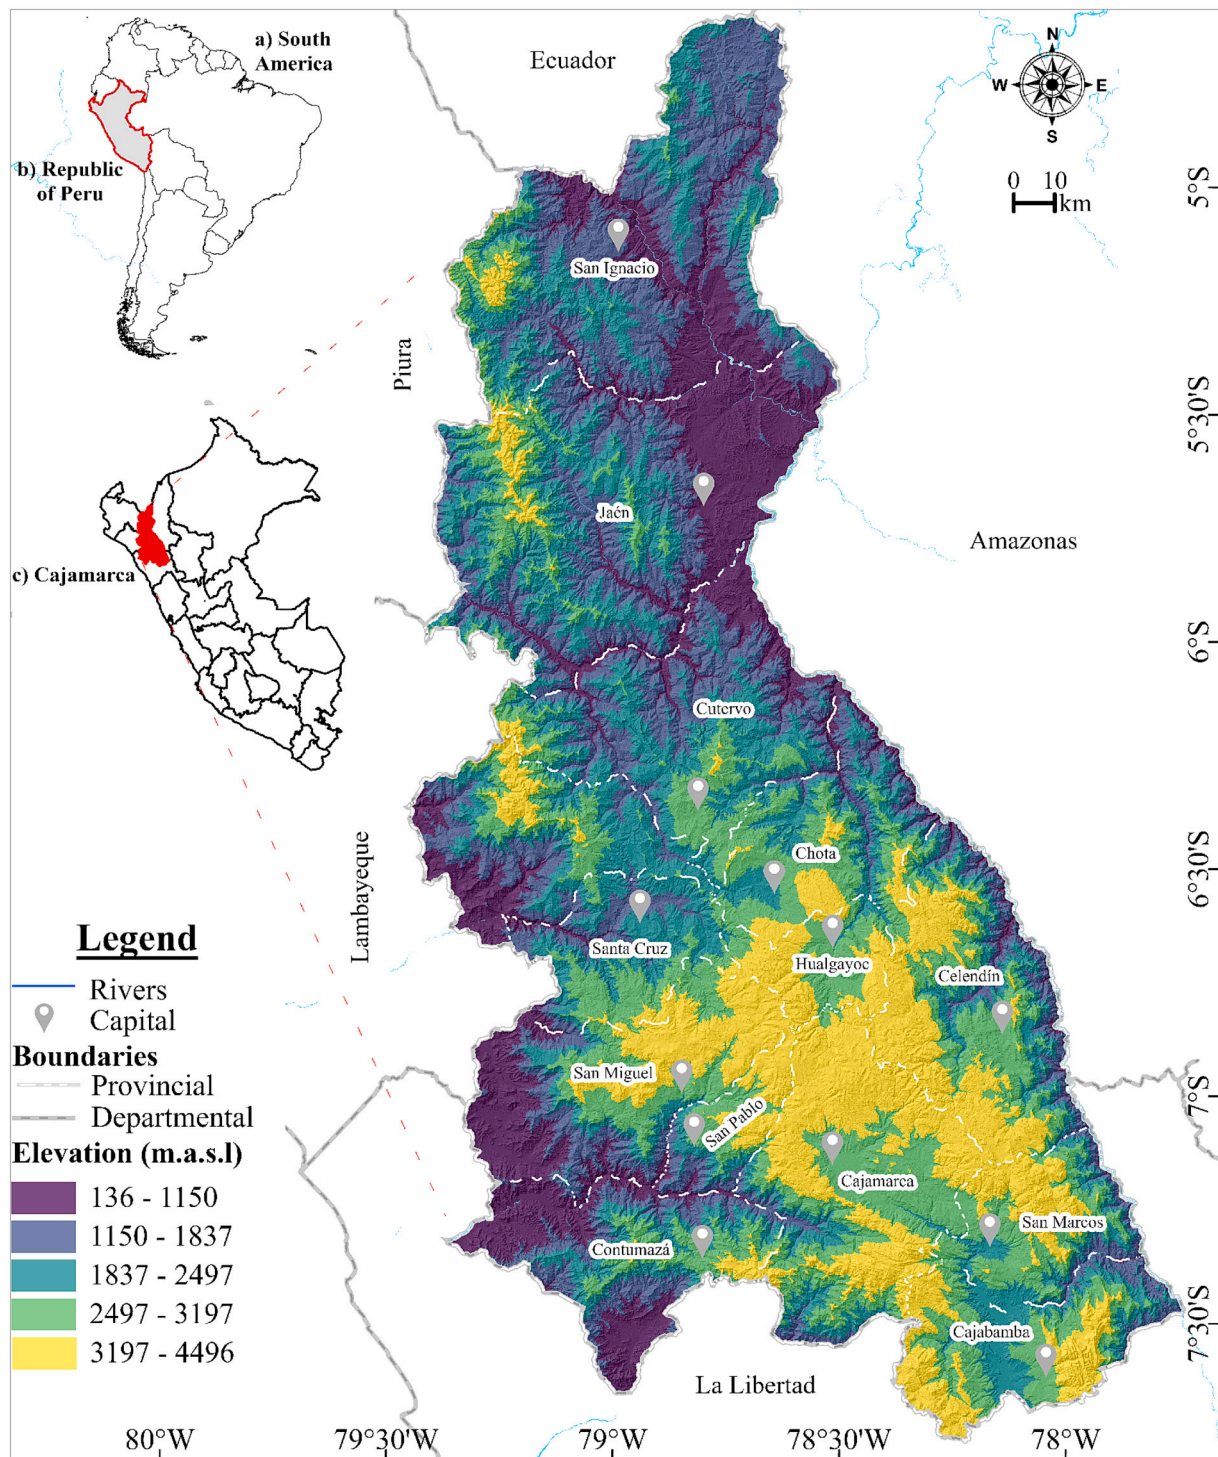 a) South
America
b) Republic
of Peru
c) Cajamarca
Ecuador
N
W
E
S
0 10
km
Piura
Lambayeque
Amazonas
La Libertad
San Ignacio
Jaén
Cutervo
Chota
Santa Cruz
Hualgayoc
Celendín
San Miguel
San Pablo
Cajamarca
San Marcos
Contumazá
Cajabamba
Legend
Rivers
Capital
Boundaries
Provincial
Departmental
Elevation (m.a.s.l)
136 - 1150
1150 - 1837
1837 - 2497
2497 - 3197
3197 - 4496
5°S
5°30'S
6°S
6°30'S
7°S
7°30'S
80°W
79°30'W
79°W
78°30'W
78°W